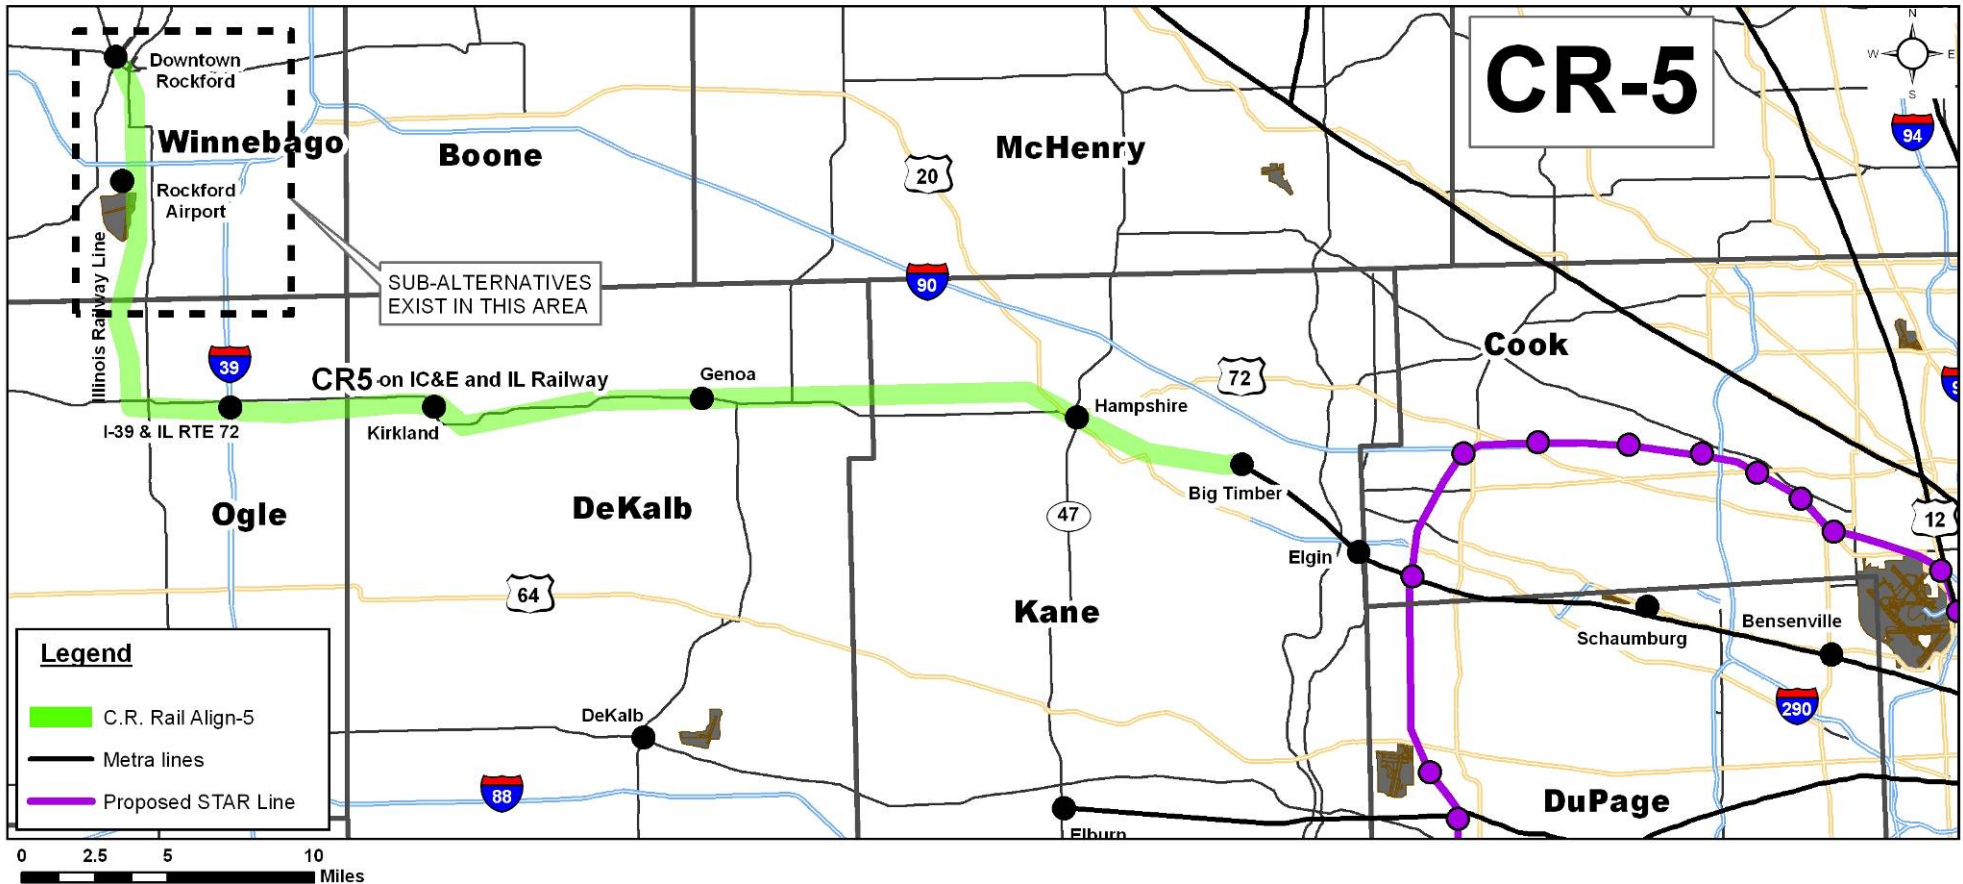 CR-5
N
W
E
S
94
Downtown
Rockford
Winnebago
Boone
McHenry
20
Rockford
Airport
SUB-ALTERNATIVES
EXIST IN THIS AREA
90
Illinois Railway Line
39
CR5 on IC&E and IL Railway
Genoa
72
Cook
Hampshire
I-39 & IL RTE 72
Kirkland
Big Timber
Ogle
DeKalb
47
12
Elgin
64
Kane
Schaumburg
Bensenville
290
DeKalb
88
DuPage
Elburn
Legend
C.R. Rail Align-5
Metra lines
Proposed STAR Line
0 2.5 5 10
Miles